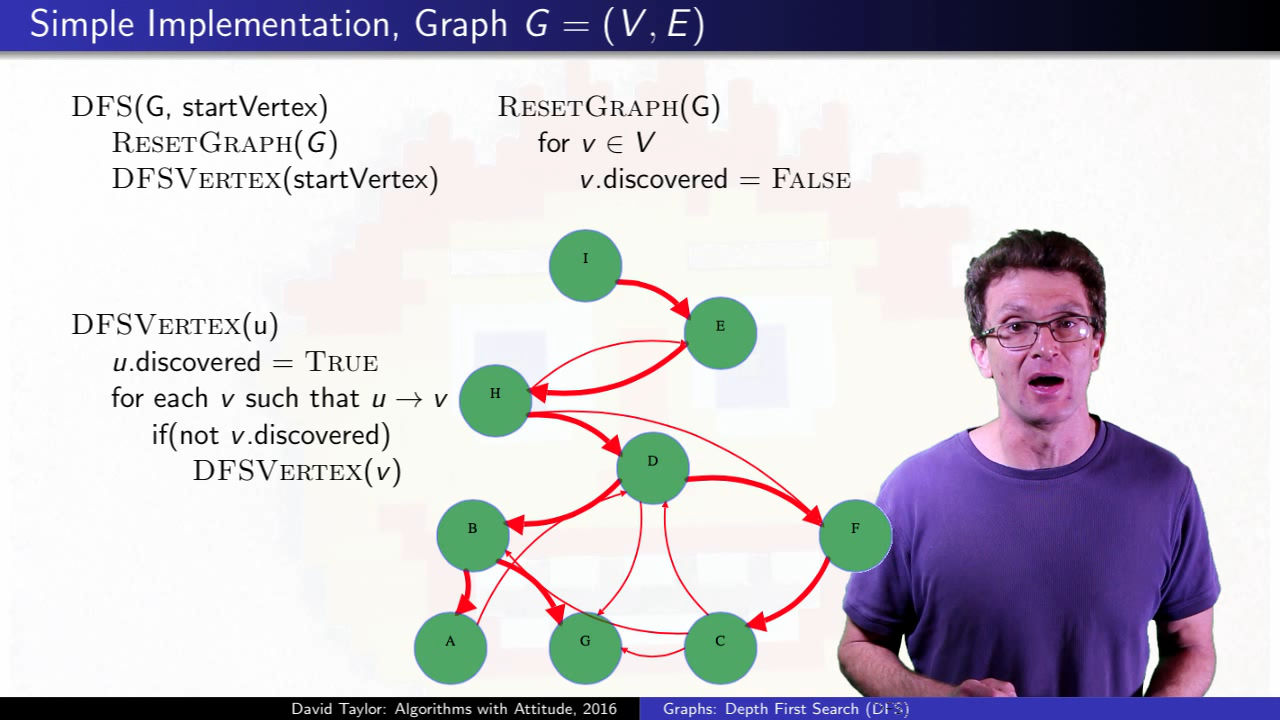 Simple Implementation, Graph G = (V, E)
DFS(G, startVertex)
RESETGRAPH(G)
DFSVERTEX(startVertex)
RESETGRAPH(G)
for v ∈ V
v.discovered = FALSE
DFSVERTEX(u)
u.discovered = TRUE
for each v such that u → v
if(not v.discovered)
DFSVERTEX(v)
I
E
H
D
B
F
A
G
C
David Taylor: Algorithms with Attitude, 2016
Graphs: Depth First Search (DFS)